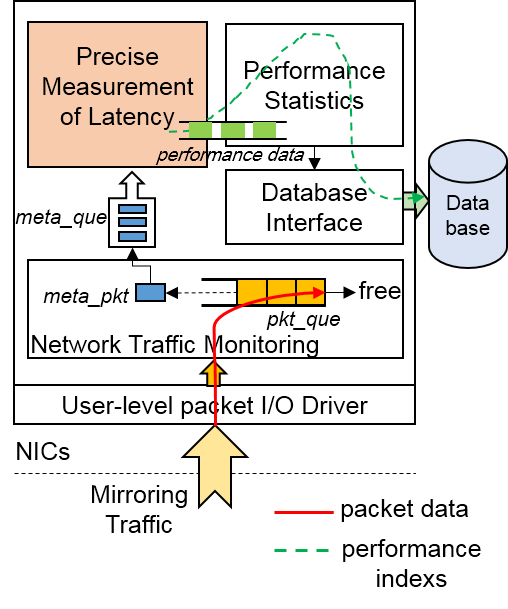 Precise
Measurement
of Latency
Performance
Statistics
performance data
meta_que
Database
Interface
Data
base
meta_pkt
free
pkt_que
Network Traffic Monitoring
User-level packet I/O Driver
NICs
Mirroring
Traffic
packet data
performance
indexs